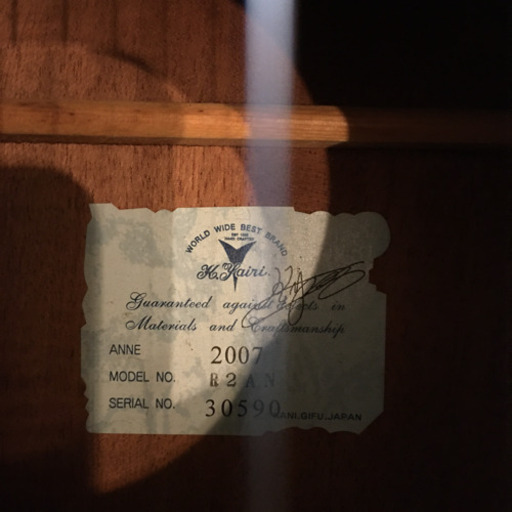 WORLD WIDE BEST BRAND
K.Yairi.
Guaranteed against defects in
Materials and Craftsmanship
ANNE 2007
MODEL NO. R2AN
SERIAL NO. 30590
KANI.GIFU.JAPAN